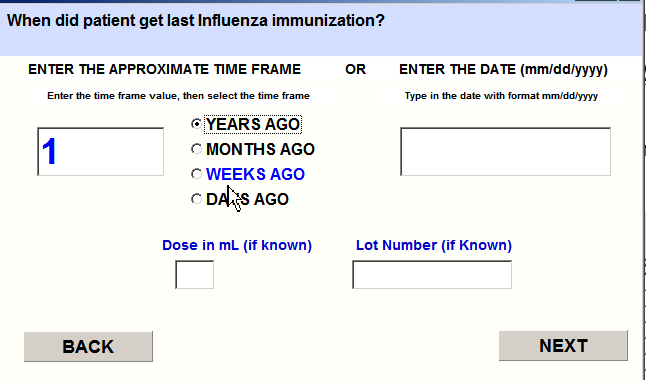 When did patient get last Influenza immunization?
ENTER THE APPROXIMATE TIME FRAME OR ENTER THE DATE (mm/dd/yyyy)
Enter the time frame value, then select the time frame Type in the date with format mm/dd/yyyy
1
YEARS AGO
MONTHS AGO
WEEKS AGO
DAYS AGO
Dose in mL (if known) Lot Number (if Known)
BACK NEXT